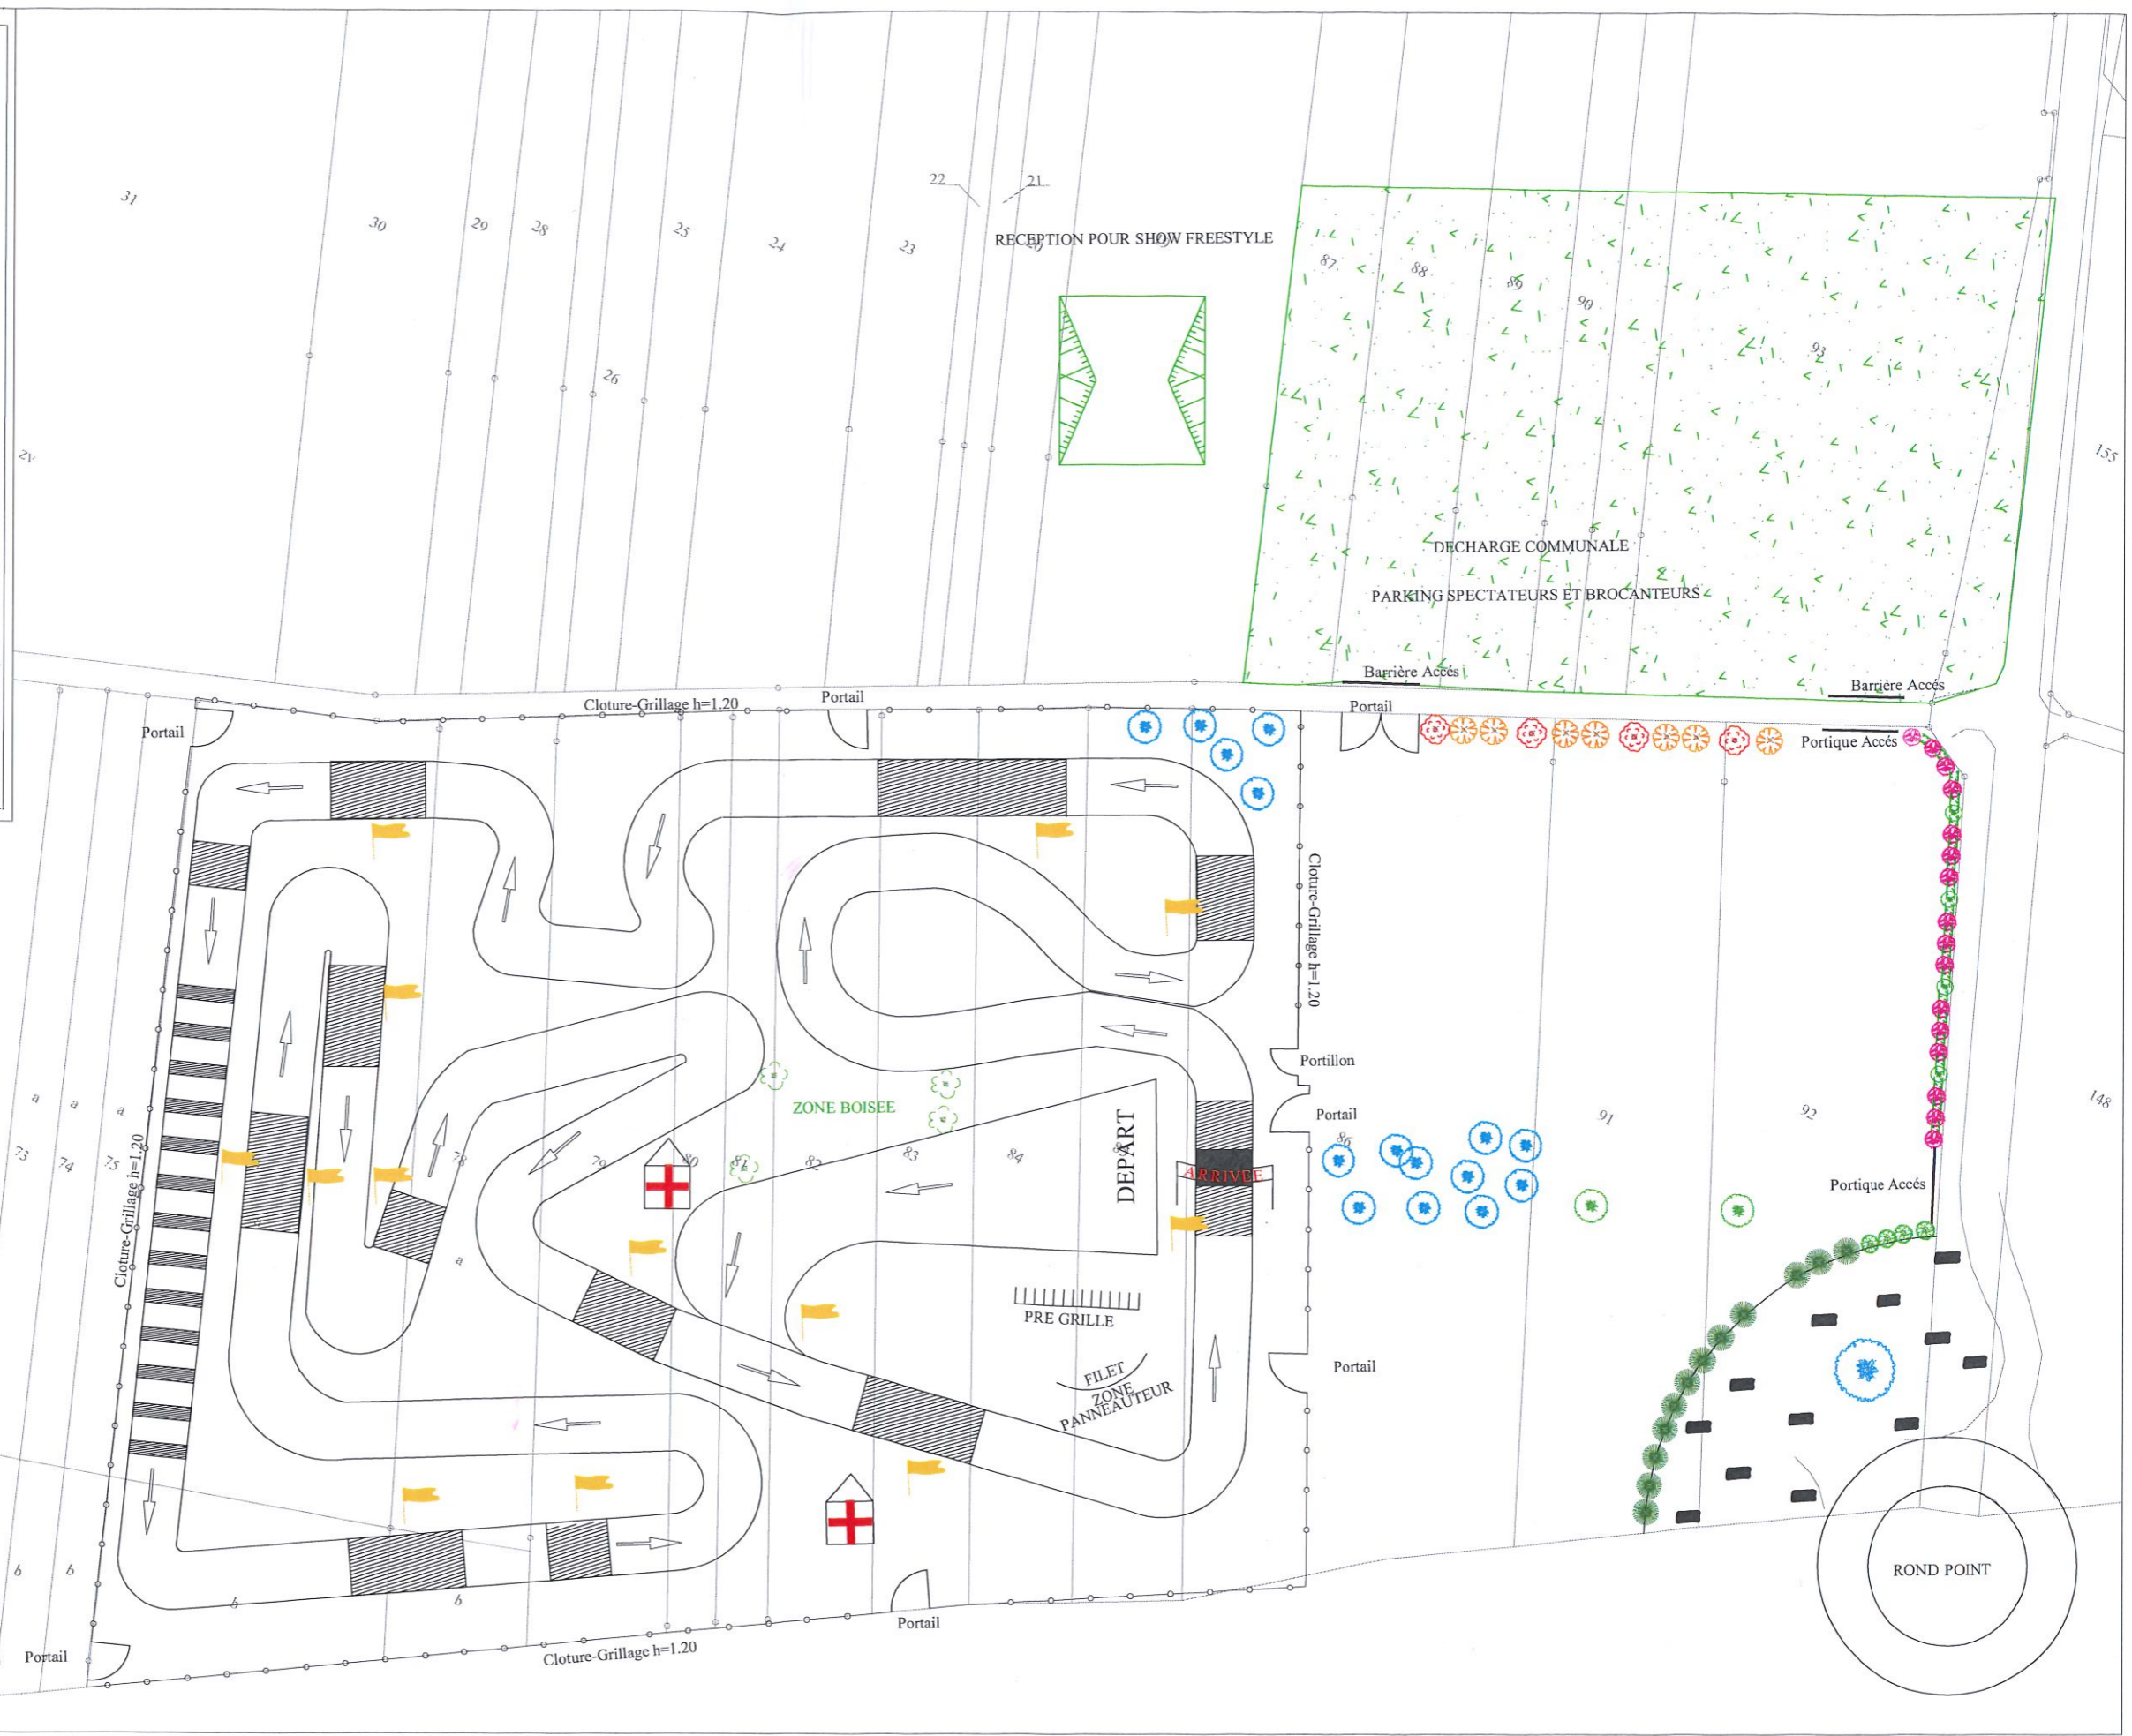 31
30
29
28
26
25
24
23
22
21
RECEPTION POUR SHOW FREESTYLE
87
88
89
90
93
155
DECHARGE COMMUNALE
PARKING SPECTATEURS ET BROCANTEURS
Barrière Accés
Barrière Accés
Cloture-Grillage h=1.20
Portail
Portail
Portail
Portique Accés
Cloture-Grillage h=1.20
Portillon
Portail
86
91
92
148
ZONE BOISEE
DEPART
ARRIVEE
a
a
a
73
74
75
78
79
80
81
82
83
84
Cloture-Grillage h=1.20
Portique Accés
a
PRE GRILLE
FILET
ZONE
PANNEAUTEUR
Portail
ROND POINT
b
b
b
b
Portail
Portail
Cloture-Grillage h=1.20